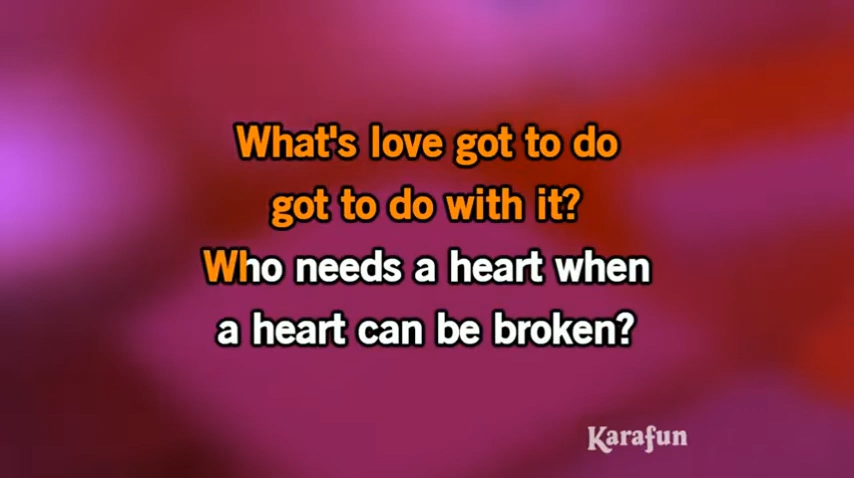 What's love got to do
got to do with it?
Who needs a heart when
a heart can be broken?
Karafun